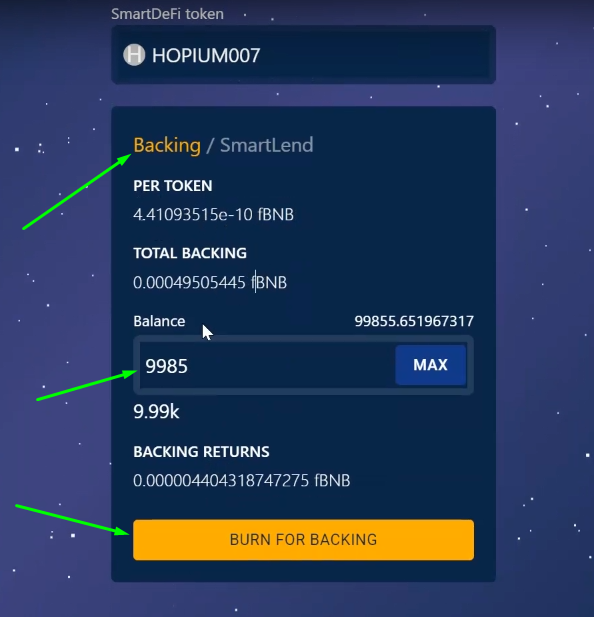 SmartDeFi token
H HOPIUM007
Backing / SmartLend
PER TOKEN
4.41093515e-10 fBNB
TOTAL BACKING
0.00049505445 fBNB
Balance 99855.651967317
9985 MAX
9.99k
BACKING RETURNS
0.000004404318747275 fBNB
BURN FOR BACKING